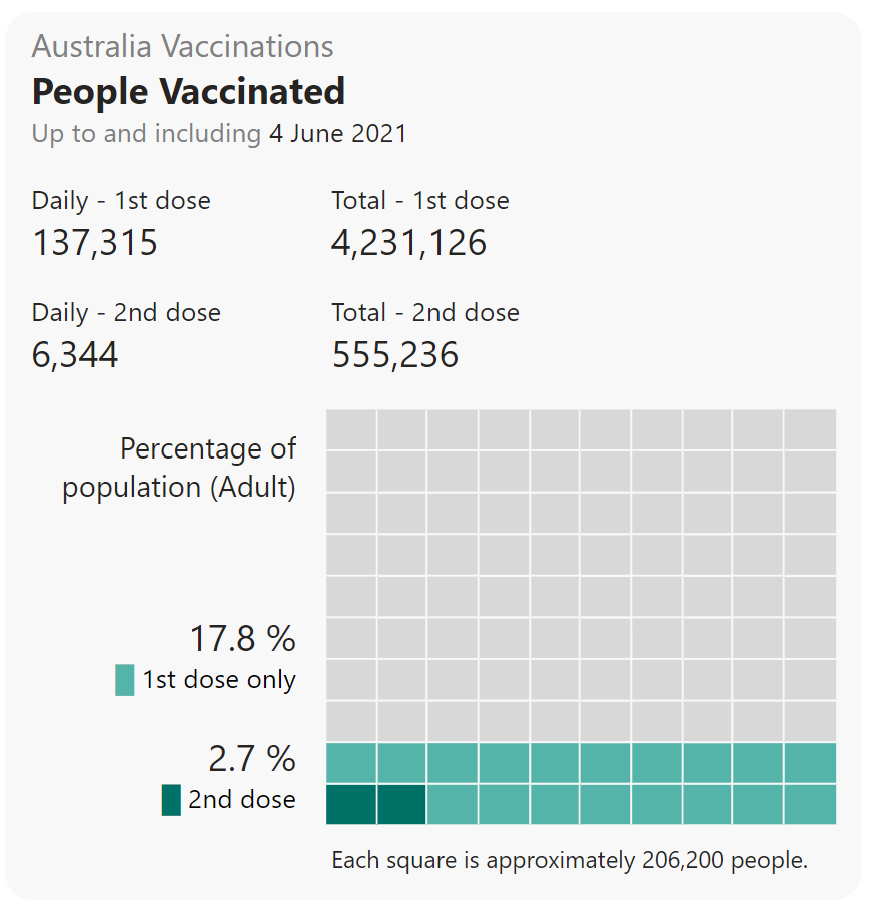 Australia Vaccinations
People Vaccinated
Up to and including 4 June 2021
Daily - 1st dose
Total - 1st dose
137,315
4,231,126
Daily - 2nd dose
Total - 2nd dose
6,344
555,236
Percentage of
population (Adult)
17.8 %
1st dose only
2.7 %
2nd dose
Each square is approximately 206,200 people.